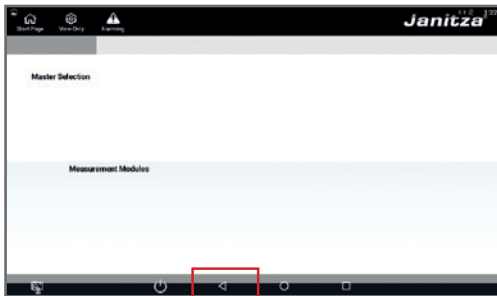 Start Page View Only Alarming
Janitza
Master Selection
Measurement Modules